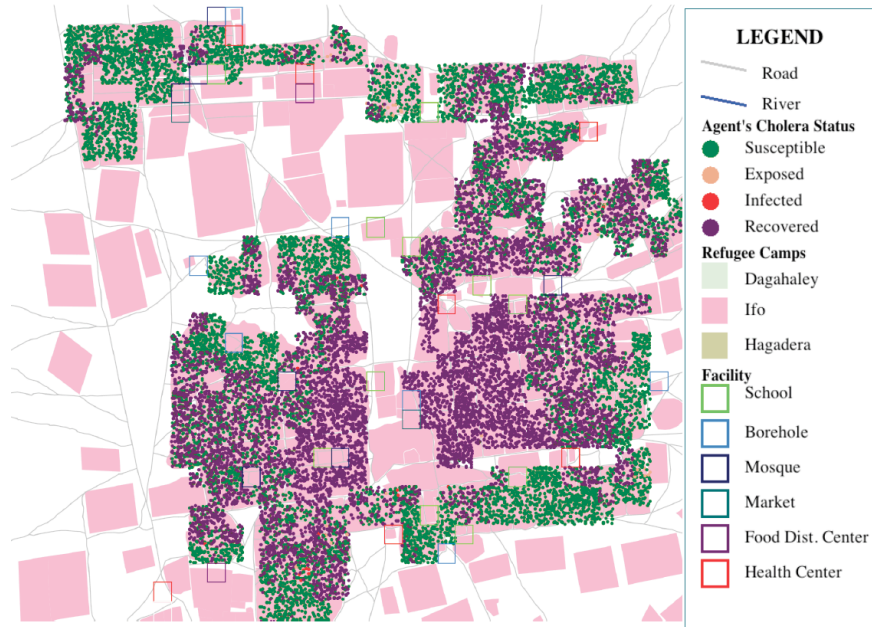 LEGEND
Road
River
Agent's Cholera Status
Susceptible
Exposed
Infected
Recovered
Refugee Camps
Dagahaley
Ifo
Hagadera
Facility
School
Borehole
Mosque
Market
Food Dist. Center
Health Center